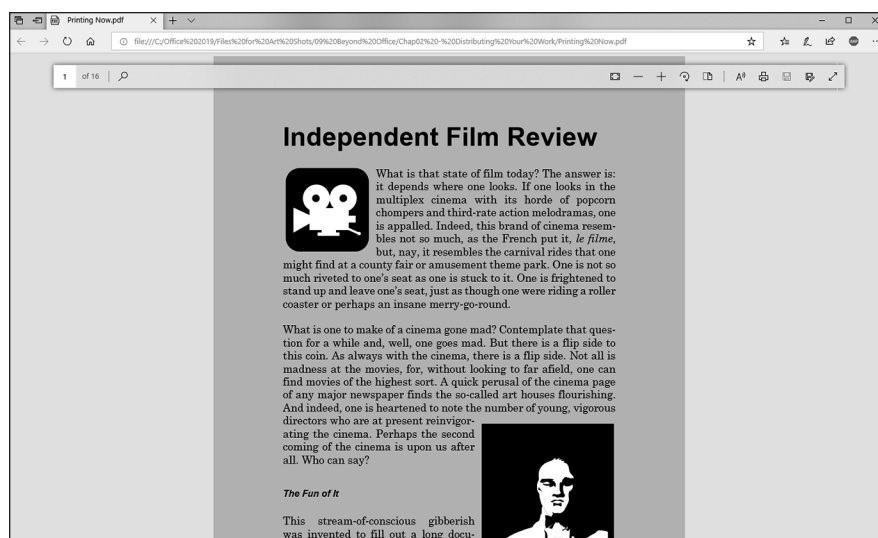 Printing Now.pdf
file:///C:/Office%202019/Files%20for%20Art%20Shots/09%20Beyond%20Office/Chap02%20-%20Distributing%20Your%20Work/Printing%20Now.pdf
1 of 16
Independent Film Review
What is that state of film today? The answer is:
it depends where one looks. If one looks in the
multiplex cinema with its horde of popcorn
chompers and third-rate action melodramas, one
is appalled. Indeed, this brand of cinema resem-
bles not so much, as the French put it, le filme,
but, nay, it resembles the carnival rides that one
might find at a county fair or amusement theme park. One is not so
much riveted to one's seat as one is stuck to it. One is frightened to
stand up and leave one's seat, just as though one were riding a roller
coaster or perhaps an insane merry-go-round.
What is one to make of a cinema gone mad? Contemplate that ques-
tion for a while and, well, one goes mad. But there is a flip side to
this coin. As always with the cinema, there is a flip side. Not all is
madness at the movies, for, without looking to far afield, one can
find movies of the highest sort. A quick perusal of the cinema page
of any major newspaper finds the so-called art houses flourishing.
And indeed, one is heartened to note the number of young, vigorous
directors who are at present reinvigor-
ating the cinema. Perhaps the second
coming of the cinema is upon us after
all. Who can say?
The Fun of It
This stream-of-conscious gibberish
was invented to fill out a long docu-